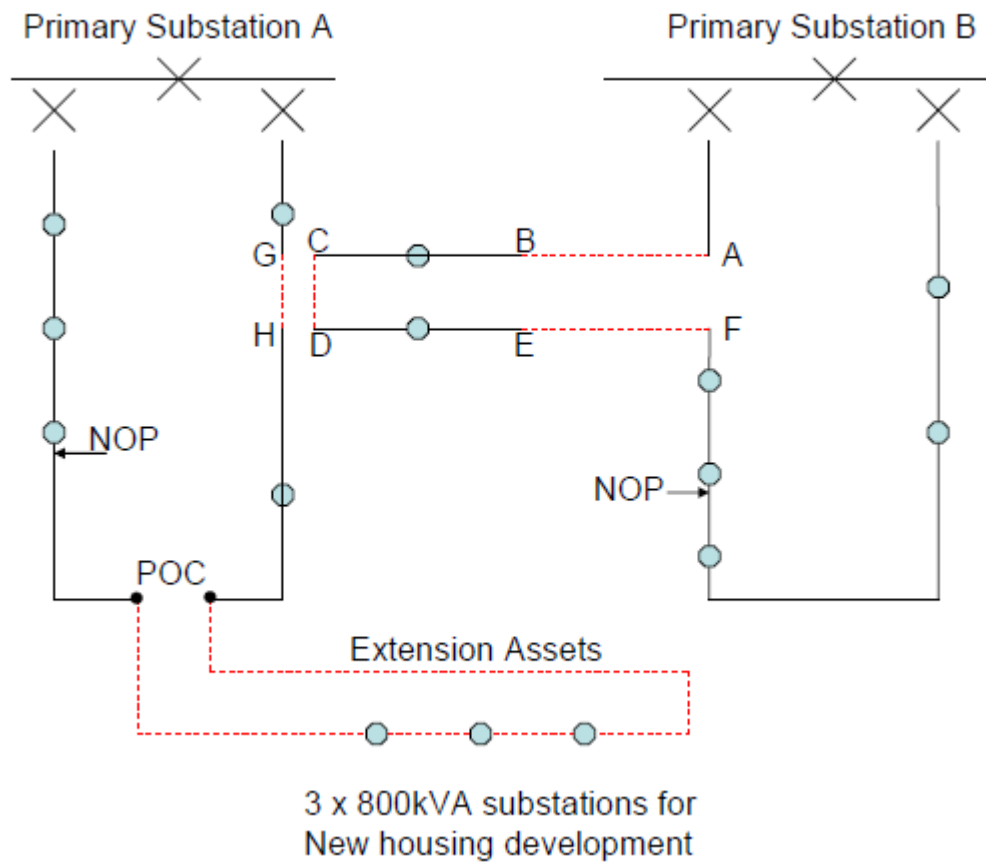 Primary Substation A
Primary Substation B
G
C
B
A
H
D
E
F
NOP
NOP
POC
Extension Assets
3 x 800kVA substations for
New housing development